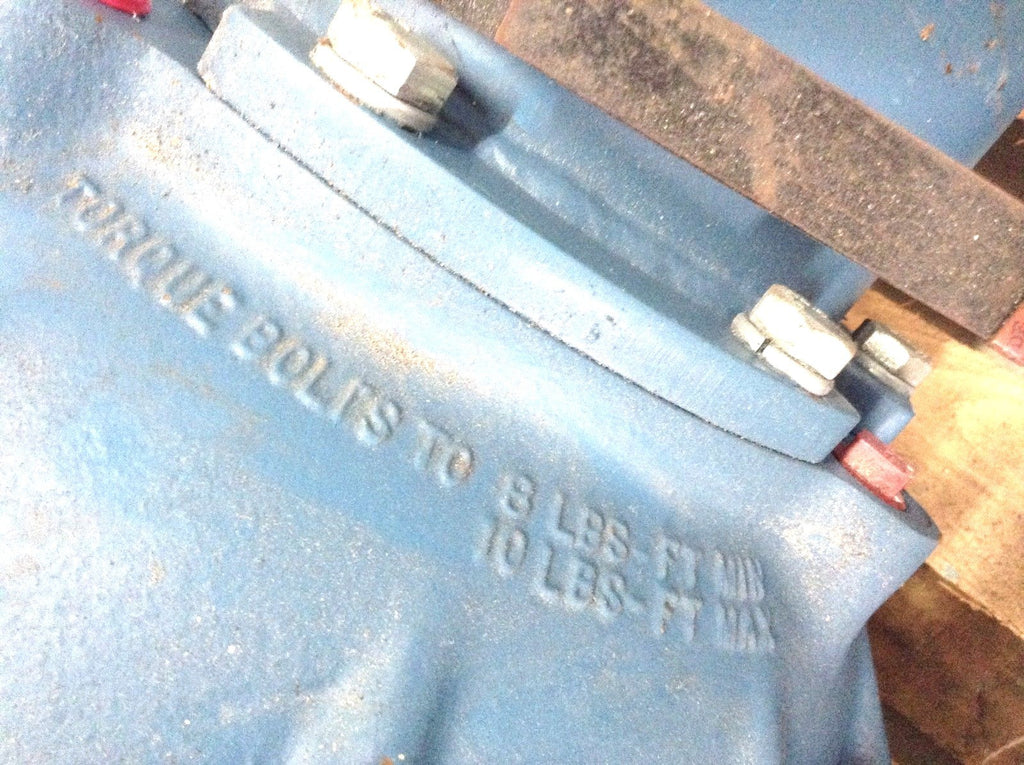 TORQUE BOLTS TO 8 LBS-FT MIN
10 LBS-FT MAX